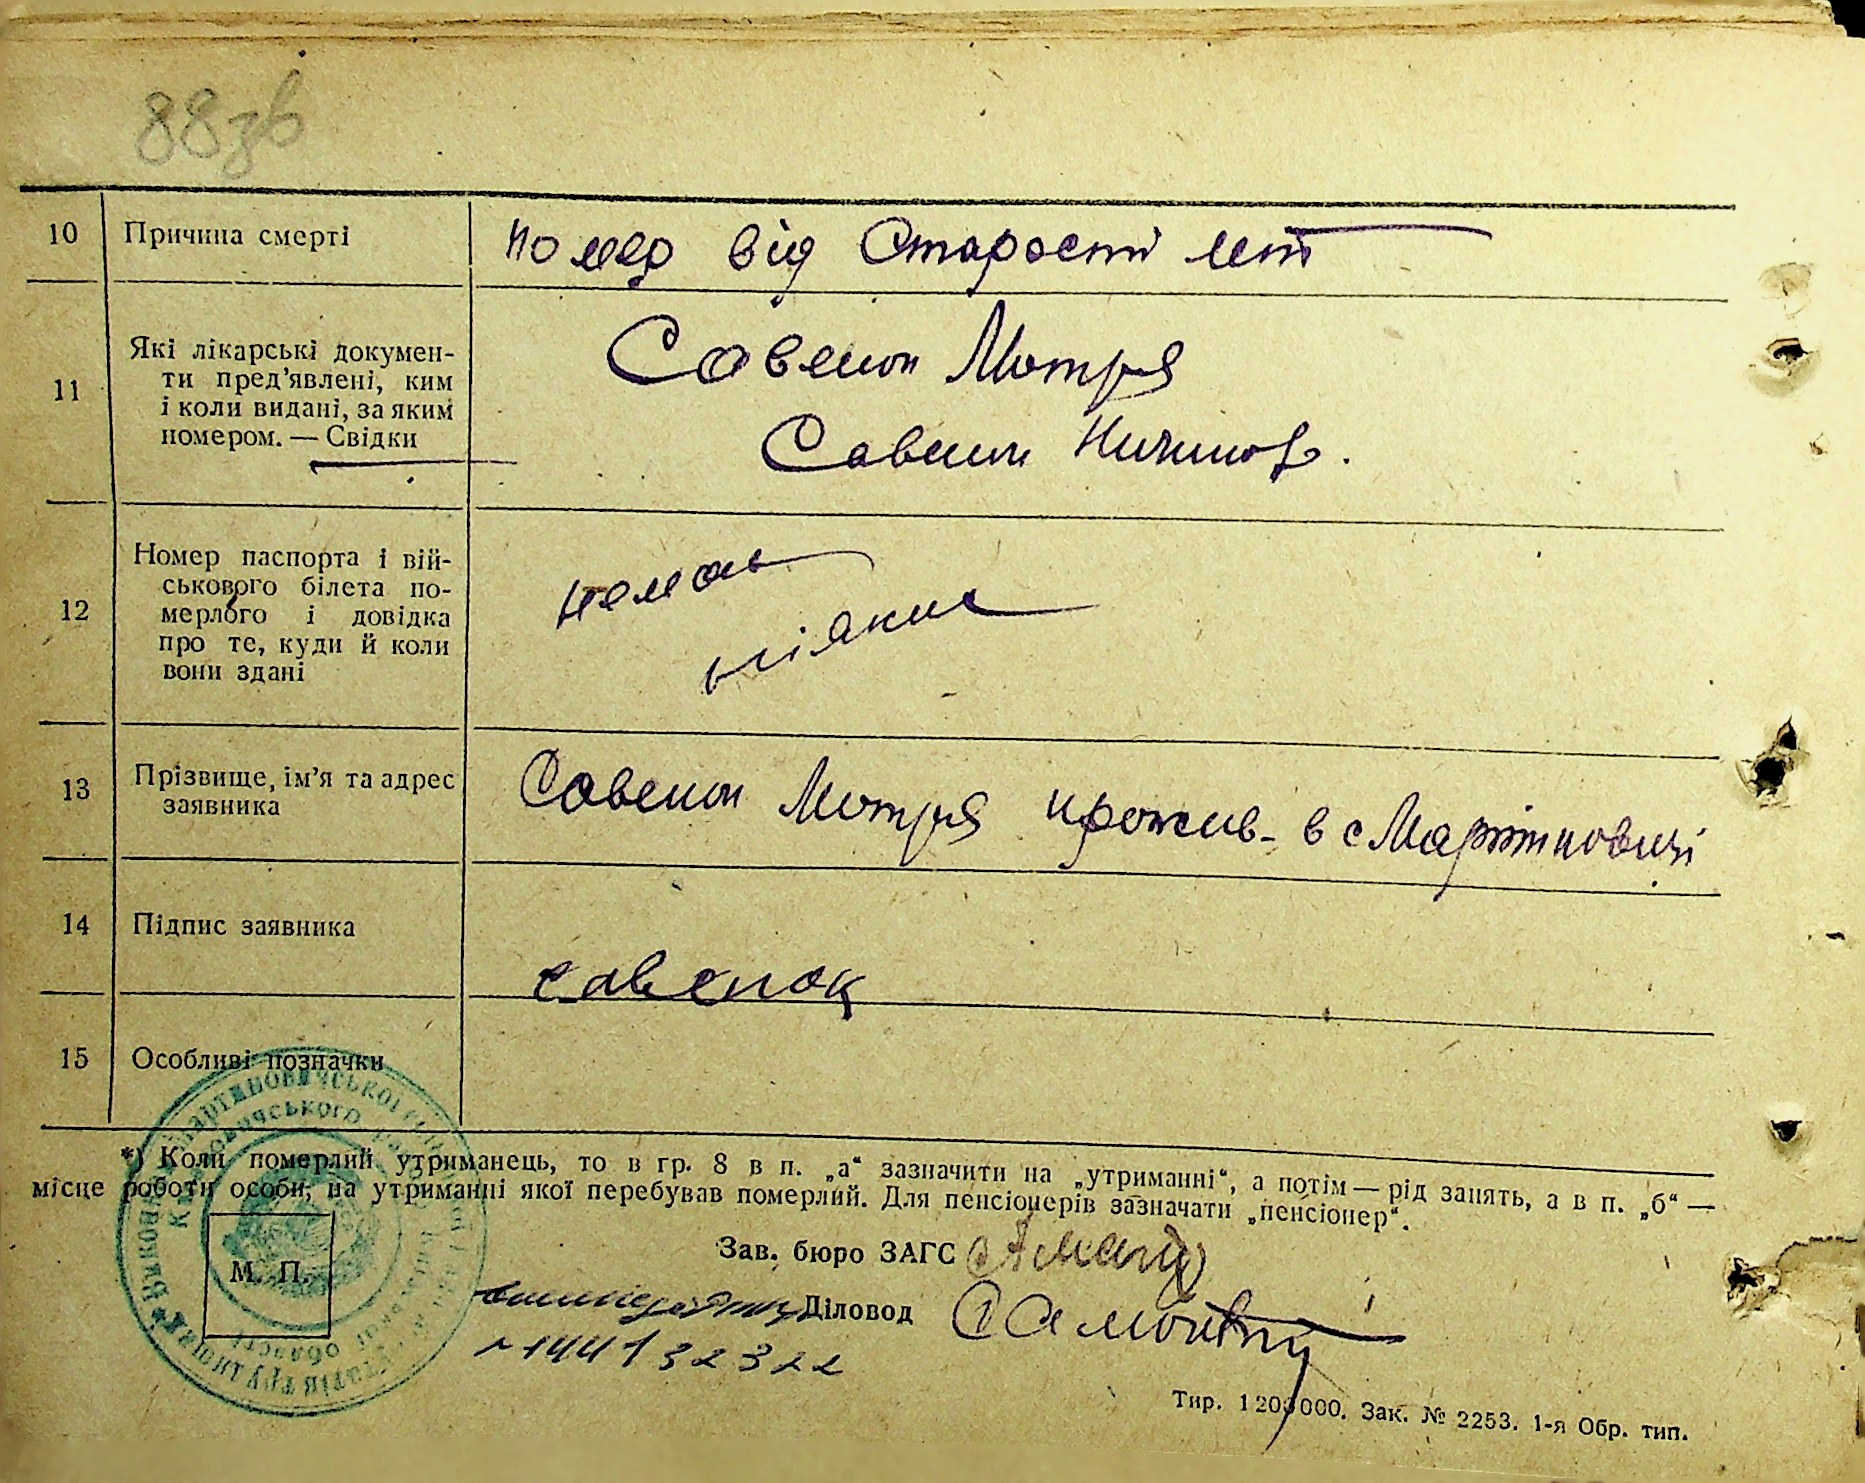 88зв
10 Причина смерті
помер від старості літ
11 Які лікарські докумен-
ти пред'явлені, ким
і коли видані, за яким
номером. — Свідки
Савенок Мотря
Савенок
12 Номер паспорта і вій-
ськового білета по-
мерлого і довідка
про те, куди й коли
вони здані
немає
ніяких
13 Прізвище, ім'я та адрес
заявника
Савенок Мотря прожив- в с Мартиновичі
14 Підпис заявника
савенок
15 Особливі позначки
*) Коли померлий утриманець, то в гр. 8 в п. „а“ зазначити на „утриманні“, а потім — рід занять, а в п. „б“ —
місце роботи особи, на утриманні якої перебував померлий. Для пенсіонерів зазначати „пенсіонер“.
Зав. бюро ЗАГС
М. П.
Діловод
Тир. 1200000. Зак. № 2253. 1-я Обр. тип.